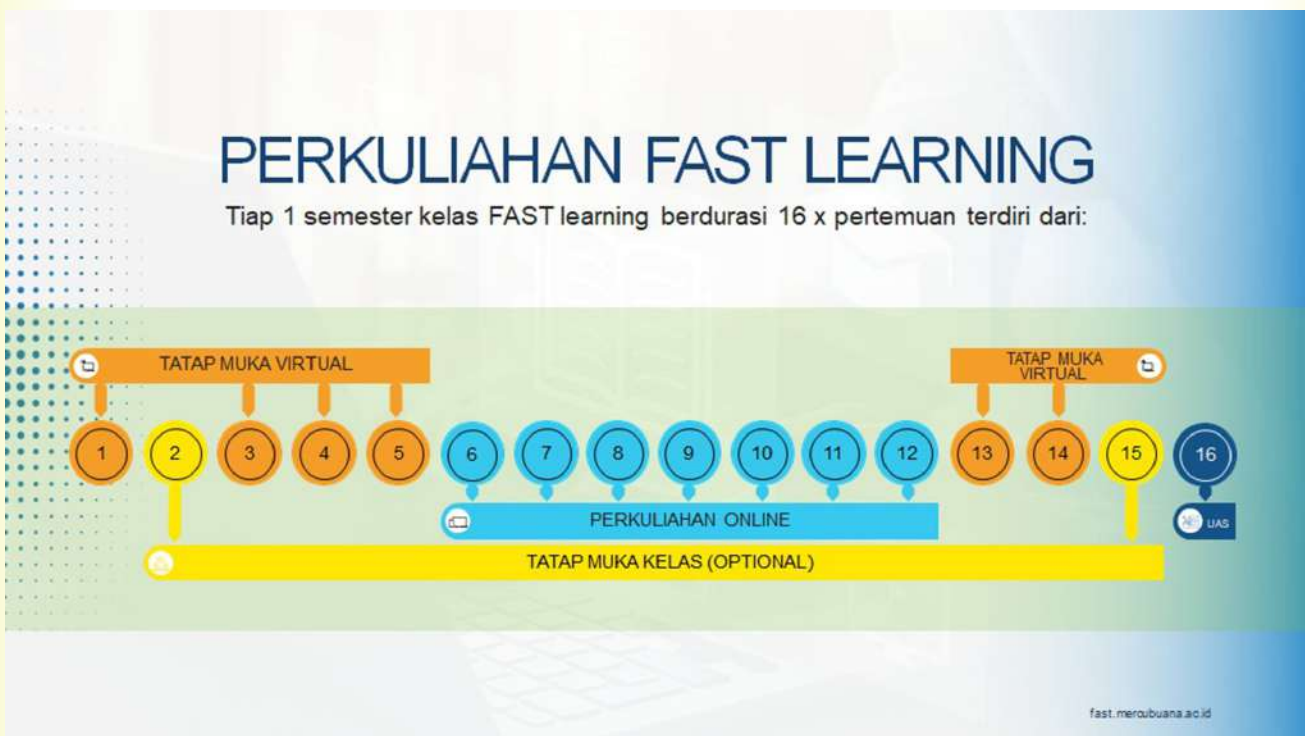 PERKULIAHAN FAST LEARNING
Tiap 1 semester kelas FAST learning berdurasi 16 x pertemuan terdiri dari:
TATAP MUKA VIRTUAL
TATAP MUKA
VIRTUAL
1 2 3 4 5 6 7 8 9 10 11 12 13 14 15 16
PERKULIAHAN ONLINE
UAS
TATAP MUKA KELAS (OPTIONAL)
fast.mercubuana.ac.id